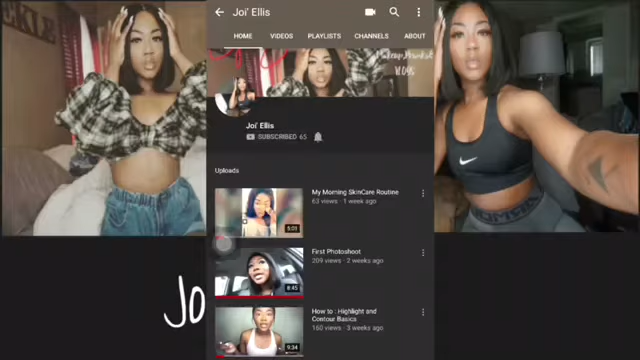 Joi' Ellis
HOME VIDEOS PLAYLISTS CHANNELS ABOUT
VLOGS
Joi' Ellis
SUBSCRIBED 65
Uploads
My Morning SkinCare Routine
63 views · 1 week ago
5:01
First Photoshoot
209 views · 2 weeks ago
8:45
How to : Highlight and
Contour Basics
160 views · 3 weeks ago
9:34
Jo